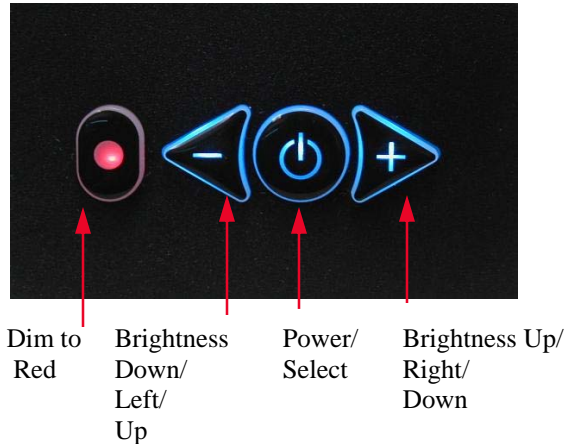 − +
Dim to
Red
Brightness
Down/
Left/
Up
Power/
Select
Brightness Up/
Right/
Down